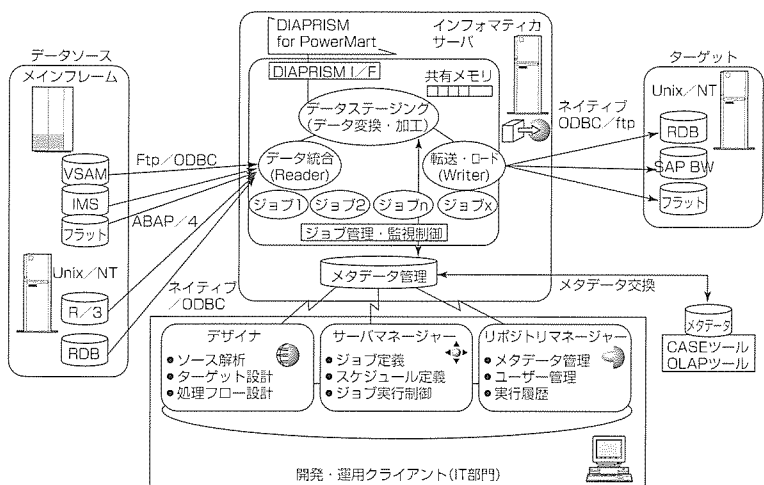 DIAPRISM
for PowerMart
インフォマティカ
サーバ
DIAPRISM I／F
共有メモリ
データステージング
(データ変換・加工)
データ統合
(Reader)
転送・ロード
(Writer)
ジョブ1
ジョブ2
ジョブn
ジョブx
ジョブ管理・監視制御
メタデータ管理
データソース
メインフレーム
VSAM
IMS
フラット
Unix／NT
R／3
RDB
Ftp／ODBC
ABAP／4
ネイティブ
／ODBC
ネイティブ
ODBC／ftp
ターゲット
Unix／NT
RDB
SAP BW
フラット
メタデータ交換
メタデータ
CASEツール
OLAPツール
デザイナ
●ソース解析
●ターゲット設計
●処理フロー設計
サーバマネージャー
●ジョブ定義
●スケジュール定義
●ジョブ実行制御
リポジトリマネージャー
●メタデータ管理
●ユーザー管理
●実行履歴
開発・運用クライアント(IT部門)